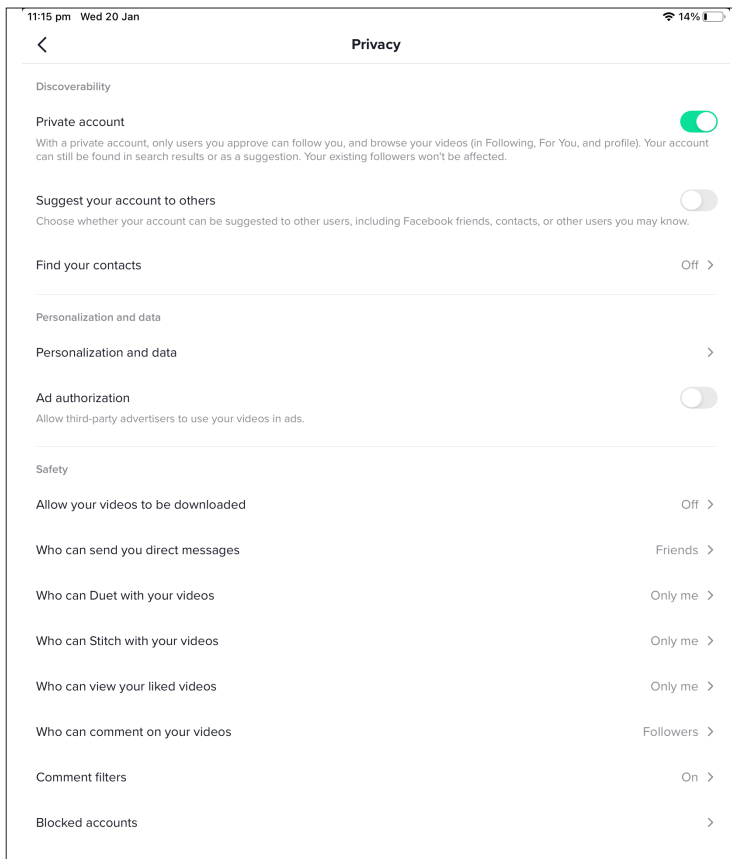 11:15 pm Wed 20 Jan 14%
Privacy
Discoverability
Private account
With a private account, only users you approve can follow you, and browse your videos (in Following, For You, and profile). Your account
can still be found in search results or as a suggestion. Your existing followers won't be affected.
Suggest your account to others
Choose whether your account can be suggested to other users, including Facebook friends, contacts, or other users you may know.
Find your contacts Off
Personalization and data
Personalization and data
Ad authorization
Allow third-party advertisers to use your videos in ads.
Safety
Allow your videos to be downloaded Off
Who can send you direct messages Friends
Who can Duet with your videos Only me
Who can Stitch with your videos Only me
Who can view your liked videos Only me
Who can comment on your videos Followers
Comment filters On
Blocked accounts